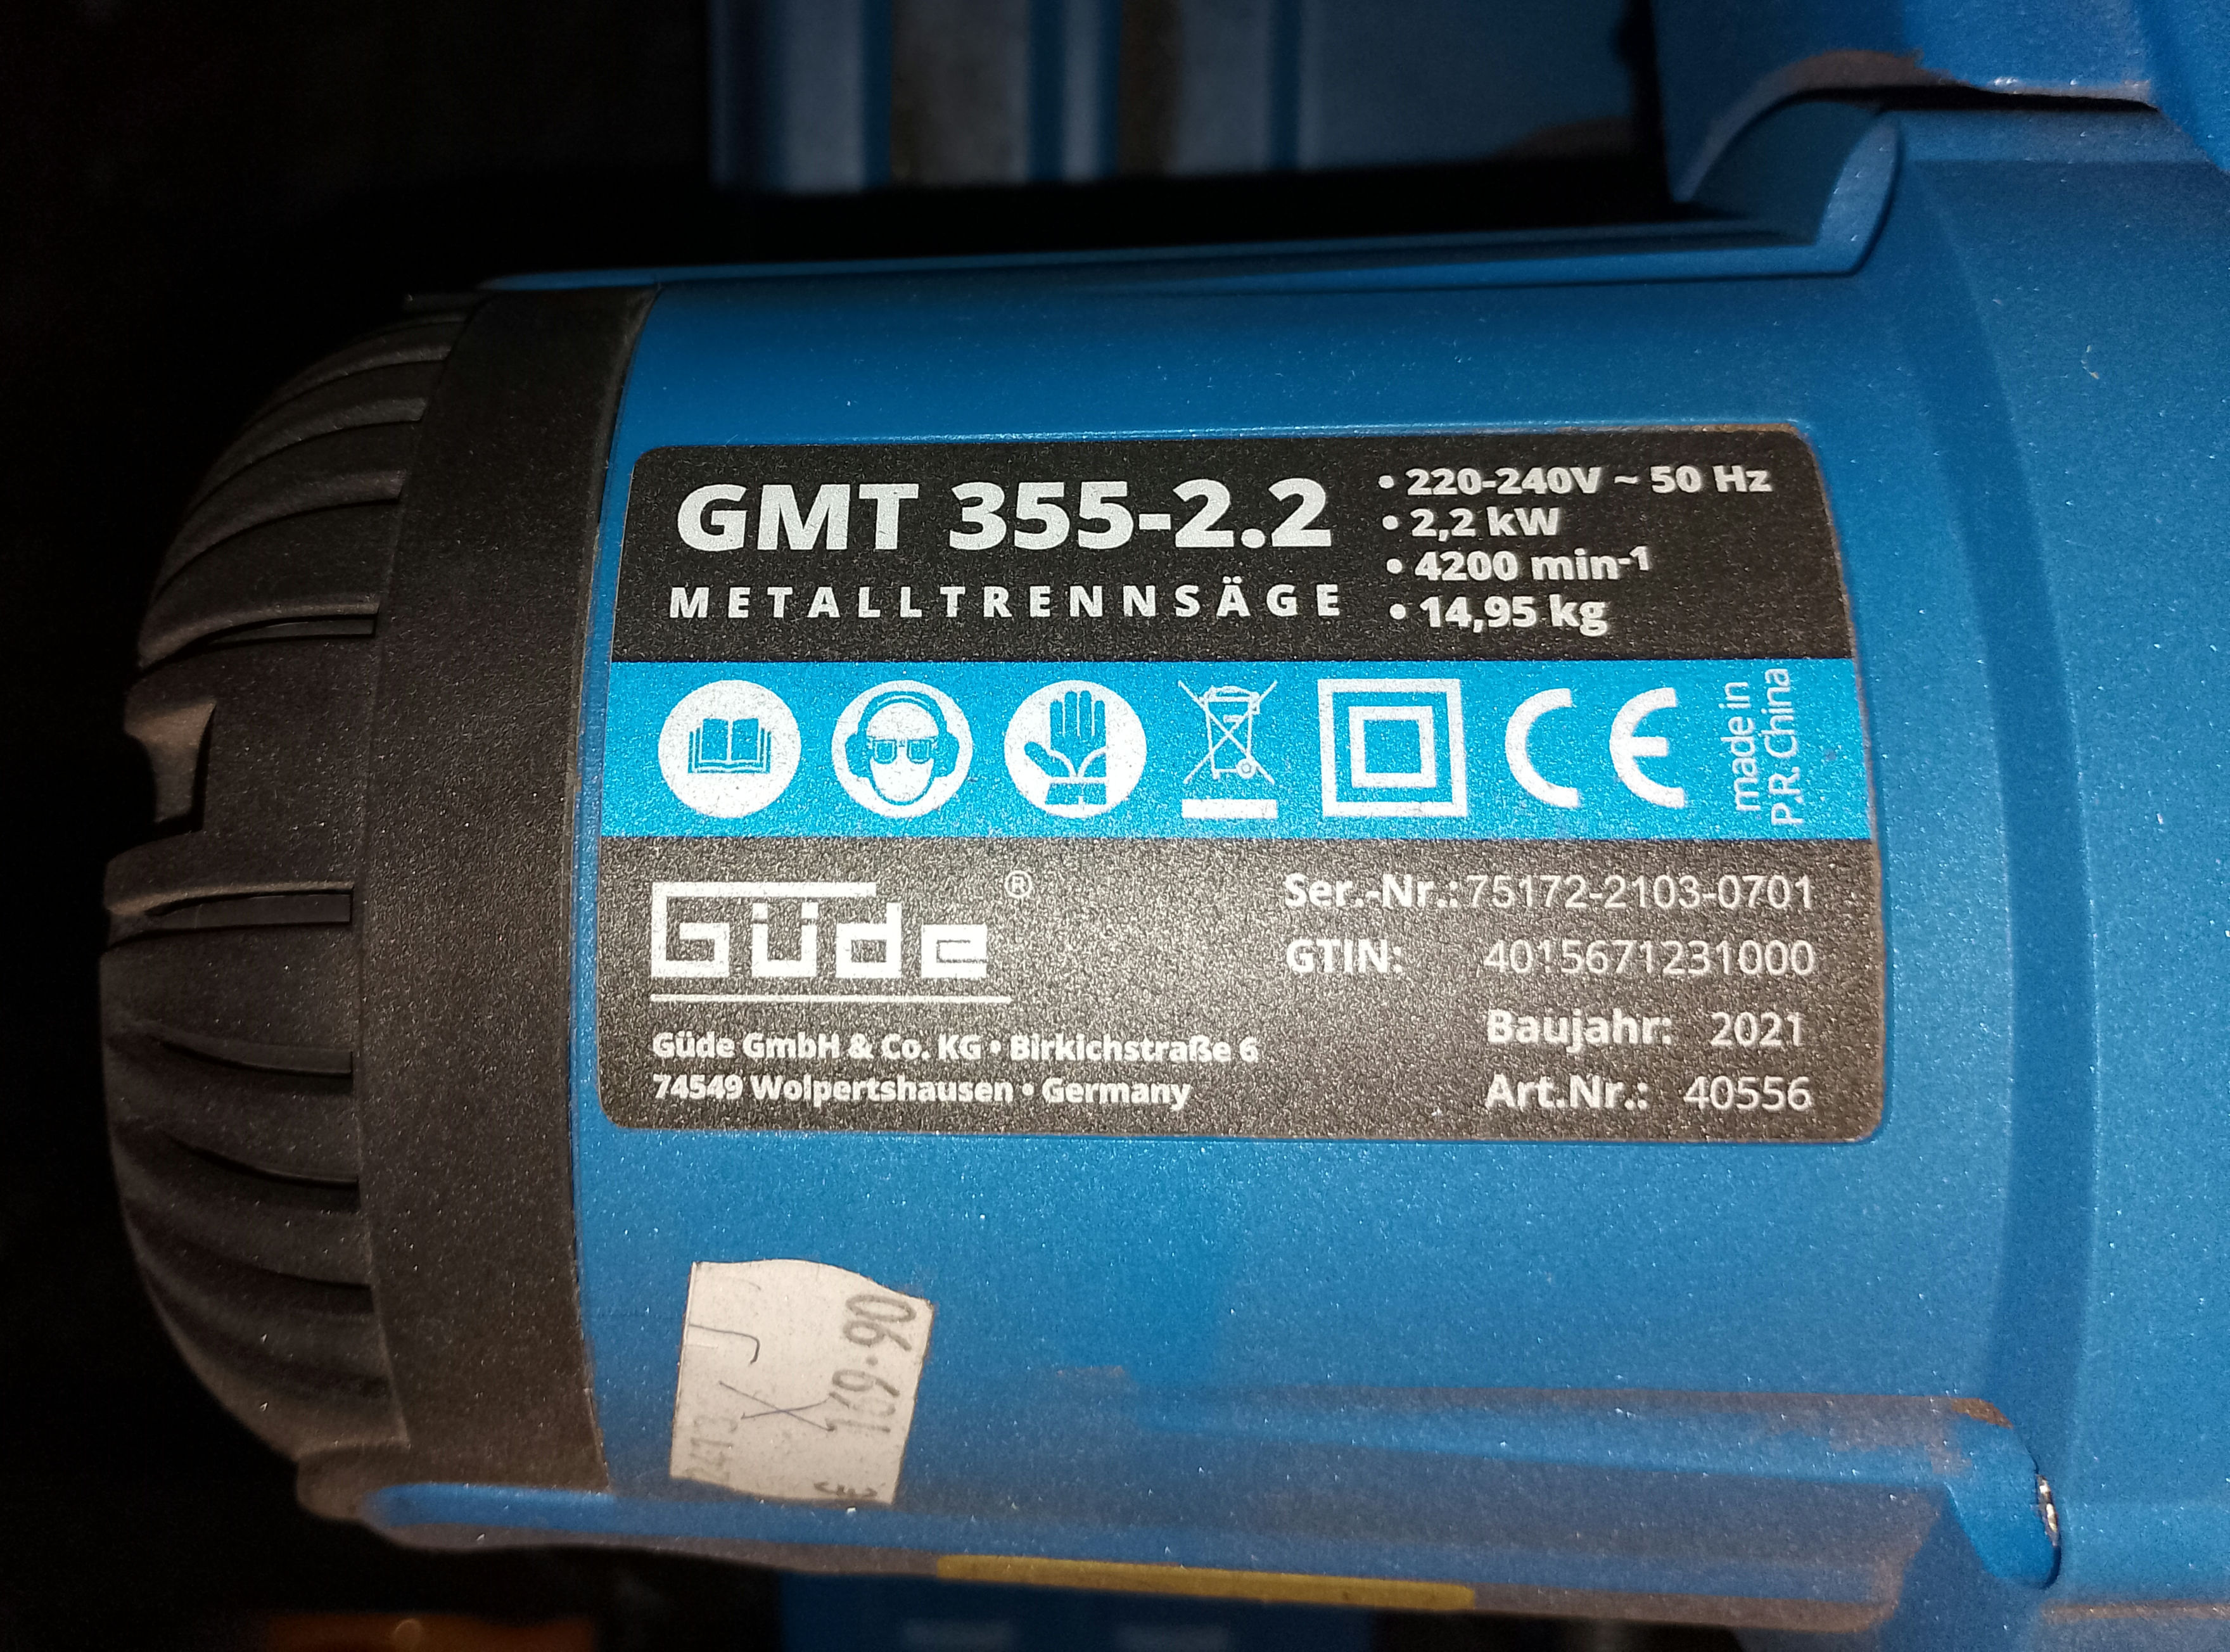 GMT 355-2.2
METALLTRENNSÄGE
• 220-240V ~ 50 Hz
• 2,2 kW
• 4200 min-1
• 14,95 kg
CE
made in
P.R. China
Güde®
Güde GmbH & Co. KG • Birkichstraße 6
74549 Wolpertshausen • Germany
Ser.-Nr.: 75172-2103-0701
GTIN: 4015671231000
Baujahr: 2021
Art.Nr.: 40556
X
€ 169.90